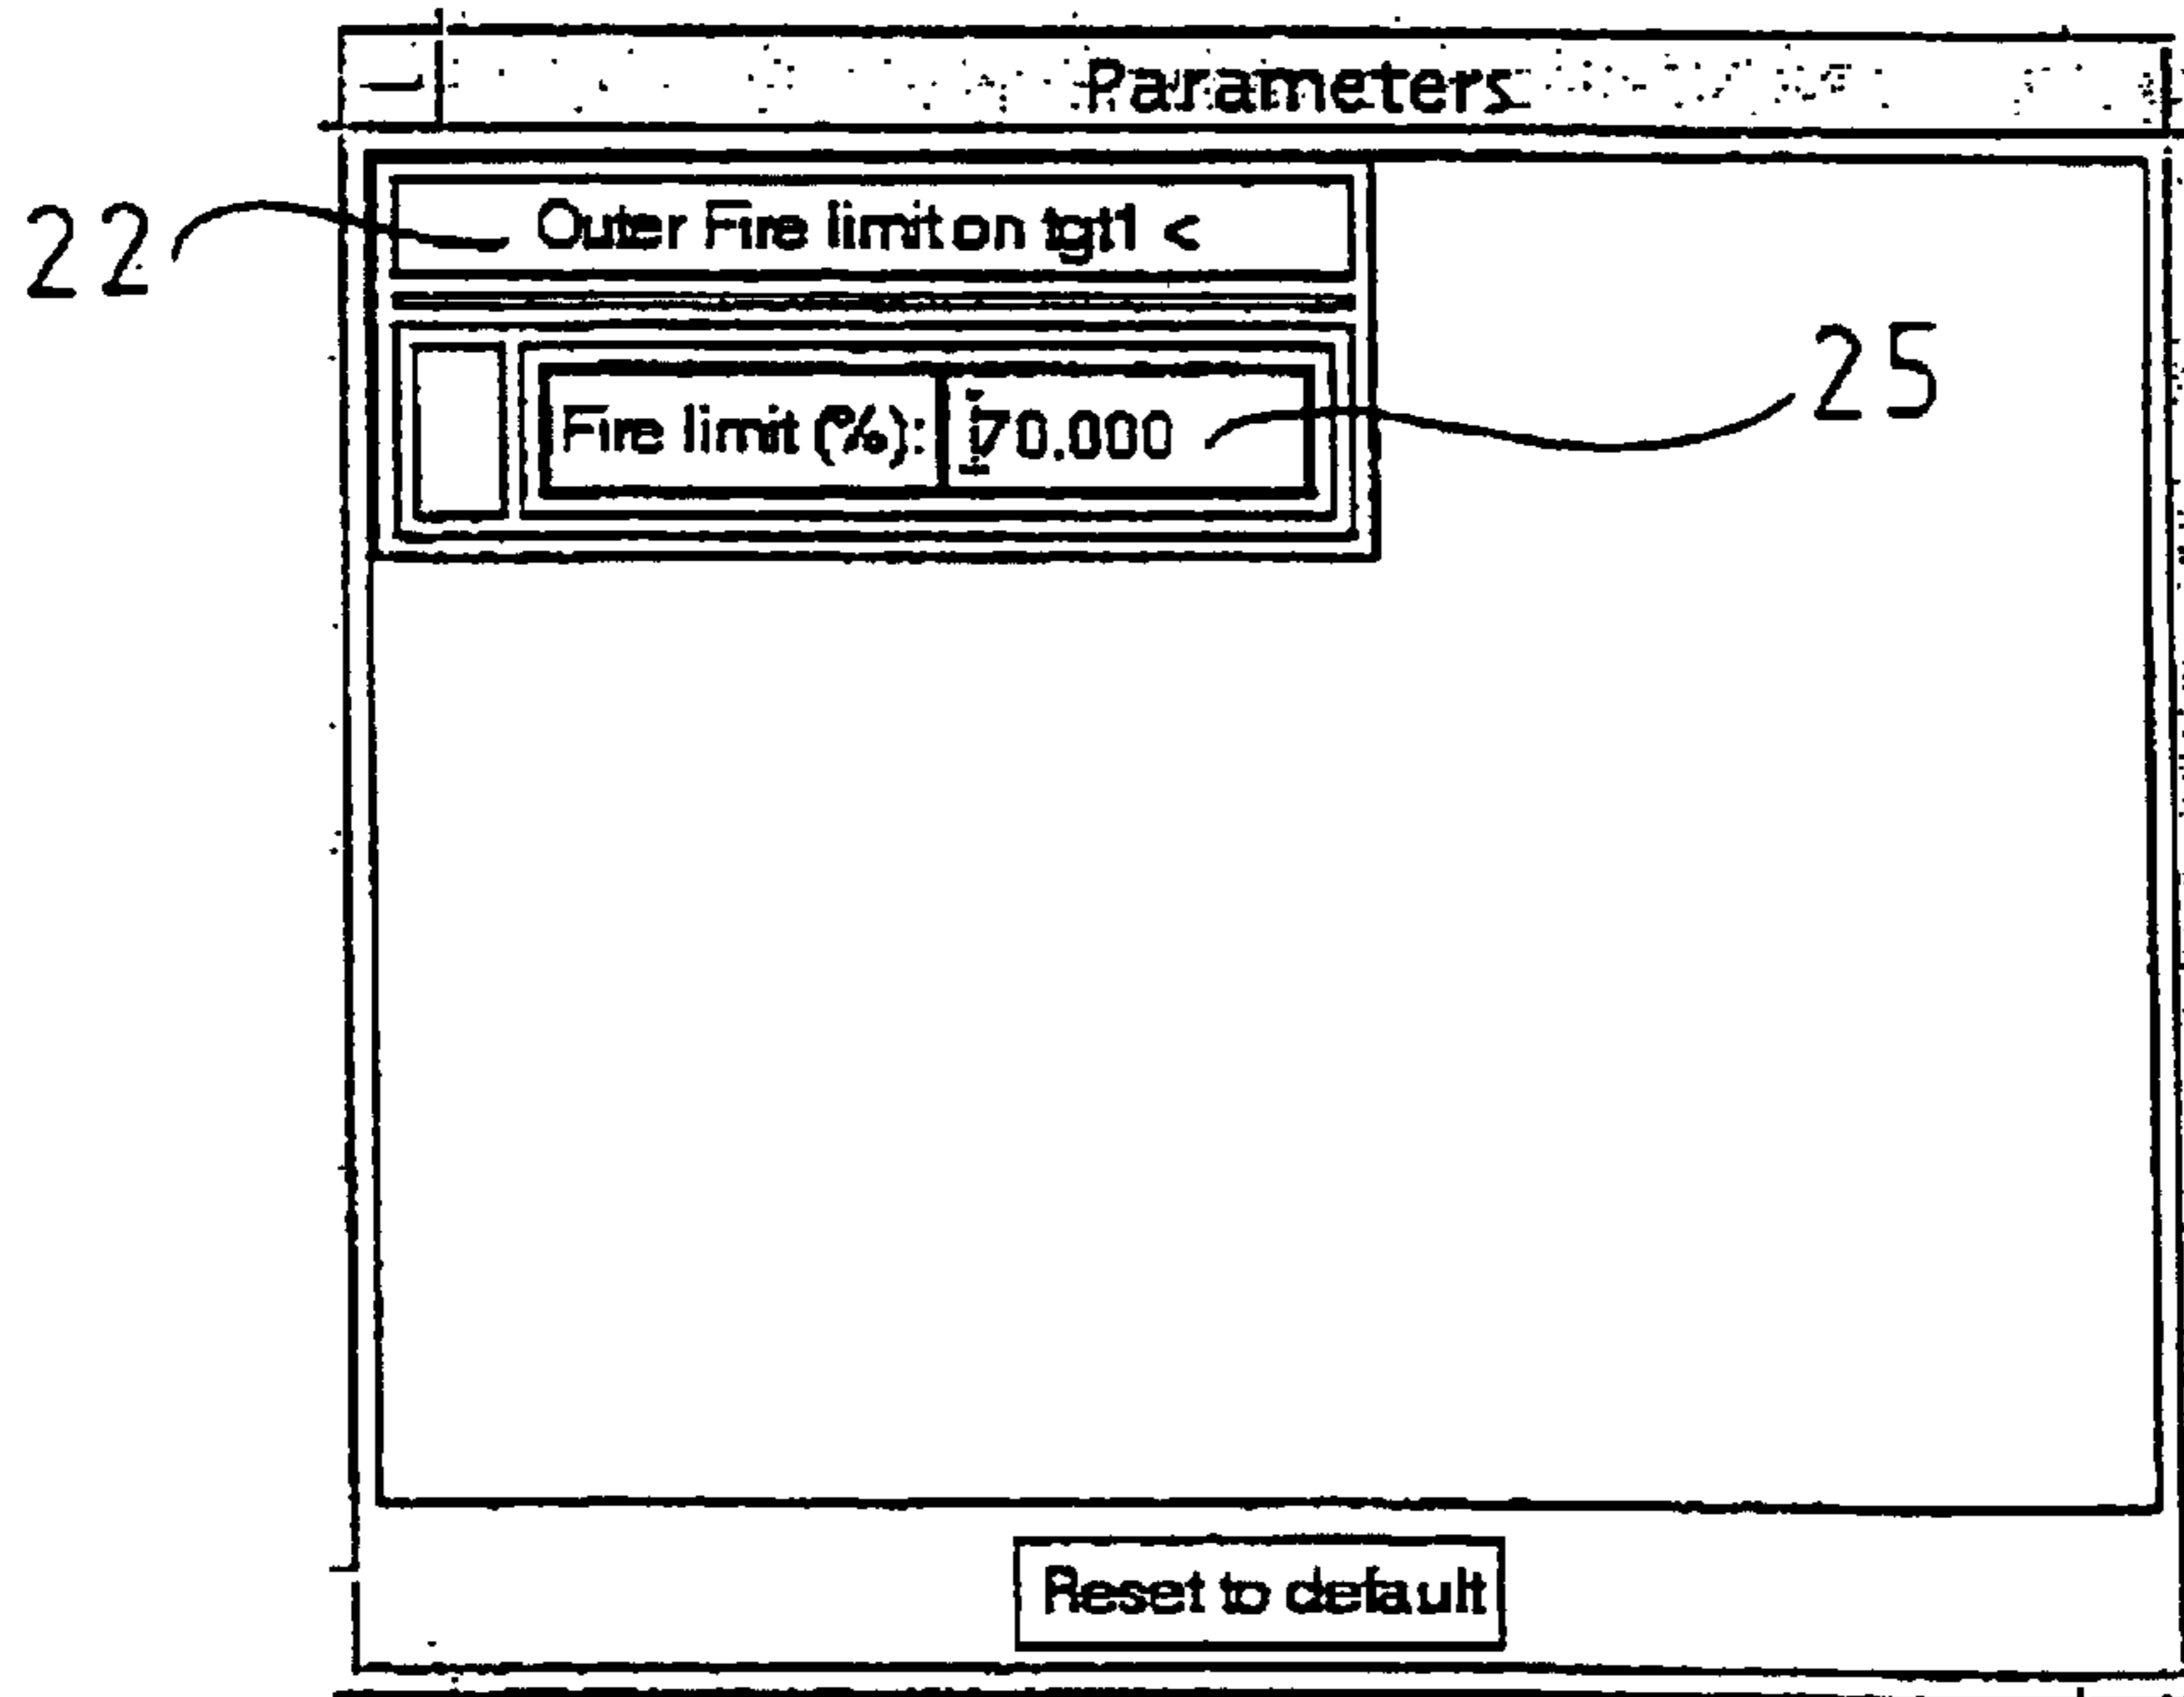 Parameters
22
Outer Fire limit on tgt1 <
Fire limit (%): 70.000
25
Reset to default